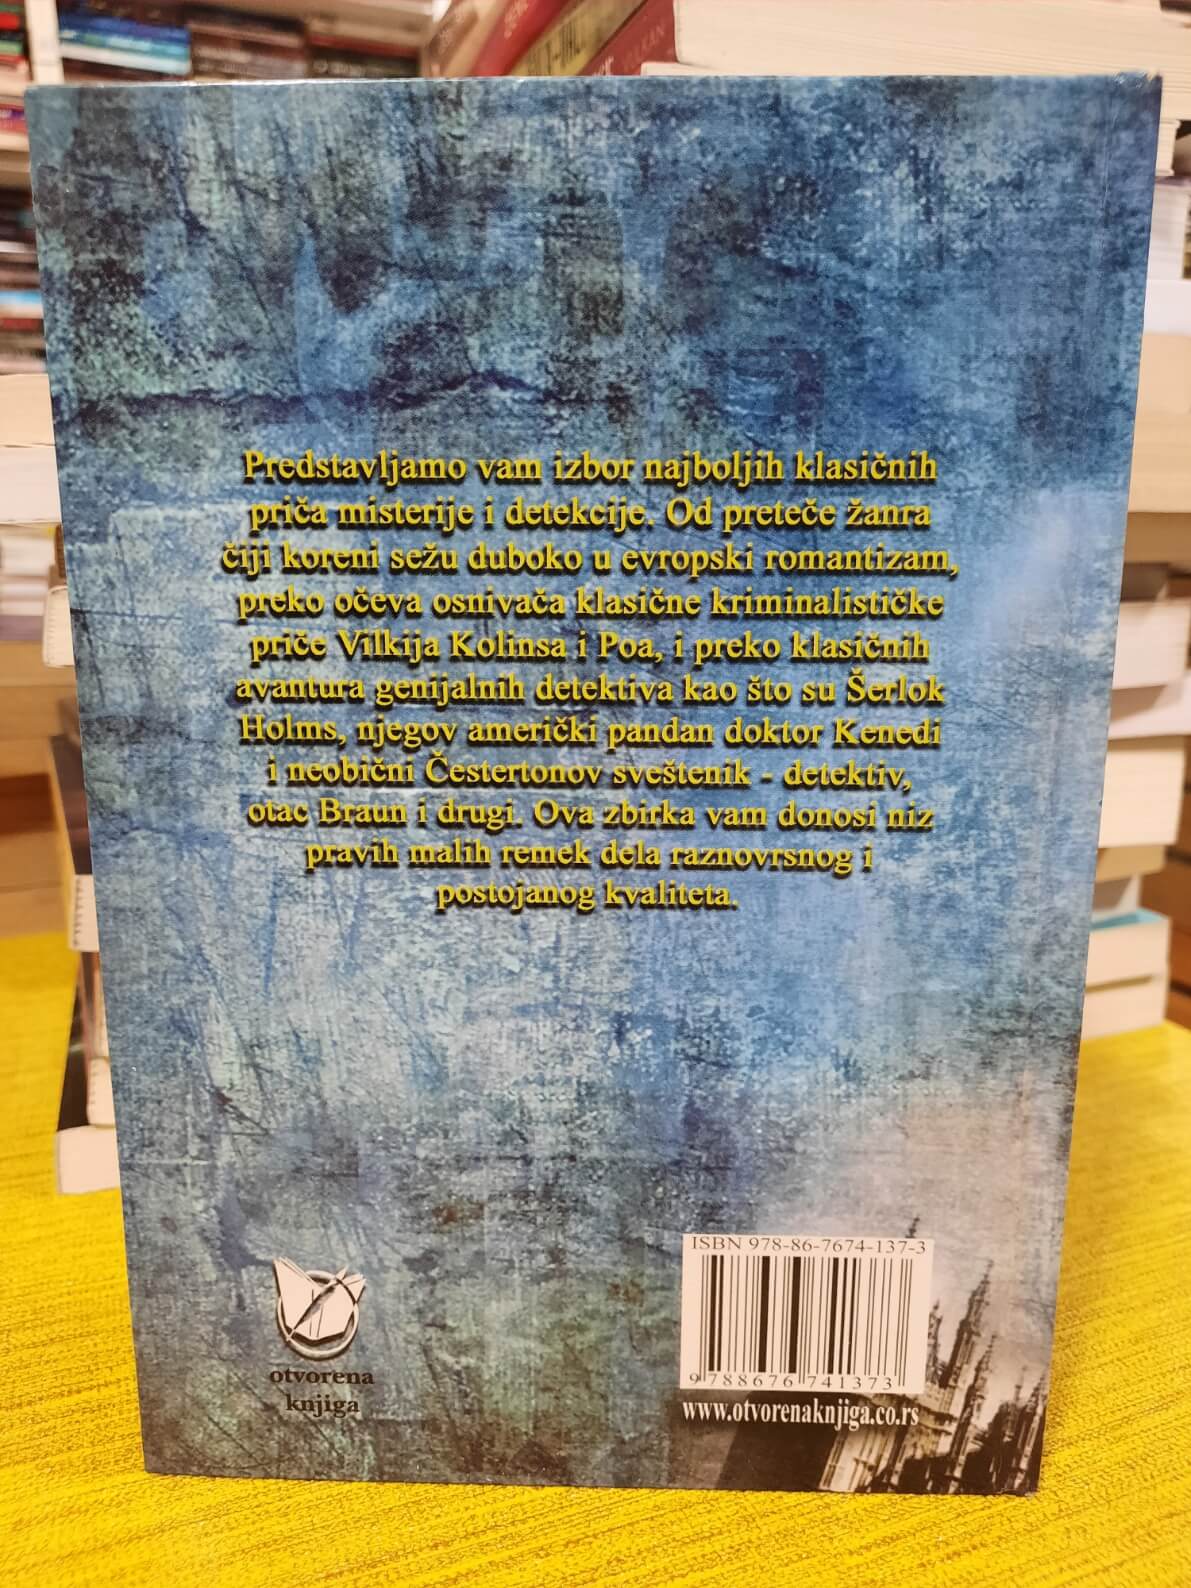 Predstavljamo vam izbor najboljih klasičnih
priča misterije i detekcije. Od preteče žanra
čiji koreni sežu duboko u evropski romantizam,
preko očeva osnivača klasične kriminalističke
priče Vilkija Kolinsa i Poa, i preko klasičnih
avantura genijalnih detektiva kao što su Šerlok
Holms, njegov američki pandan doktor Kenedi
i neobični Čestertonov sveštenik - detektiv,
otac Braun i drugi. Ova zbirka vam donosi niz
pravih malih remek dela raznovrsnog i
postojanog kvaliteta.
otvorena
knjiga
ISBN 978-86-7674-137-3
9 788676 741373
www.otvorenaknjiga.co.rs